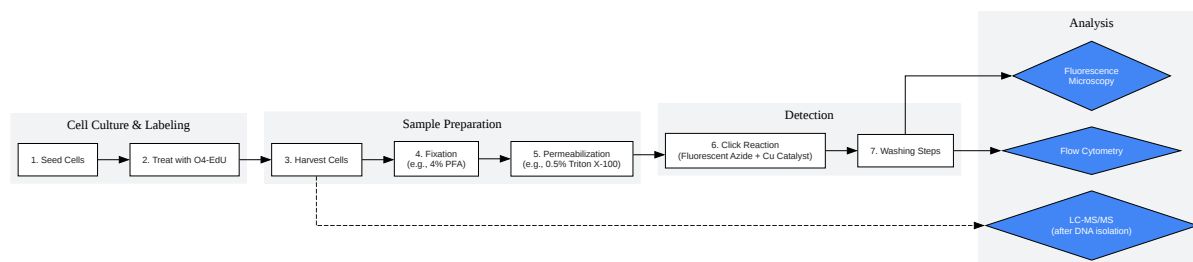 Cell Culture & Labeling
1. Seed Cells
2. Treat with O4-EdU
Sample Preparation
3. Harvest Cells
4. Fixation
(e.g., 4% PFA)
5. Permeabilization
(e.g., 0.5% Triton X-100)
Detection
6. Click Reaction
(Fluorescent Azide + Cu Catalyst)
7. Washing Steps
Analysis
Fluorescence
Microscopy
Flow Cytometry
LC-MS/MS
(after DNA isolation)